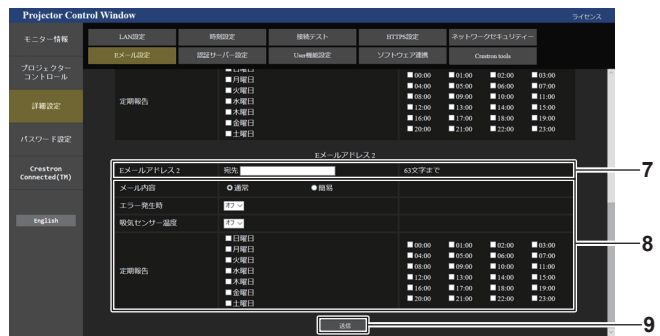 Projector Control Window
ライセンス
モニター情報
LAN設定 時刻設定 接続テスト HTTPS設定 ネットワークセキュリティー
Eメール設定 認証サーバー設定 User機能設定 ソフトウェア連携 Crestron tools
プロジェクター
コントロール
詳細設定
パスワード設定
Crestron
Connected(TM)
English
定期報告
日曜日
月曜日
火曜日
水曜日
木曜日
金曜日
土曜日
00:00 01:00 02:00 03:00
04:00 05:00 06:00 07:00
08:00 09:00 10:00 11:00
12:00 13:00 14:00 15:00
16:00 17:00 18:00 19:00
20:00 21:00 22:00 23:00
Eメールアドレス2
Eメールアドレス2 宛先 63文字まで
7
メール内容 通常 簡易
エラー発生時 オフ
吸気センサー温度 オフ
8
定期報告
日曜日
月曜日
火曜日
水曜日
木曜日
金曜日
土曜日
00:00 01:00 02:00 03:00
04:00 05:00 06:00 07:00
08:00 09:00 10:00 11:00
12:00 13:00 14:00 15:00
16:00 17:00 18:00 19:00
20:00 21:00 22:00 23:00
送信
9